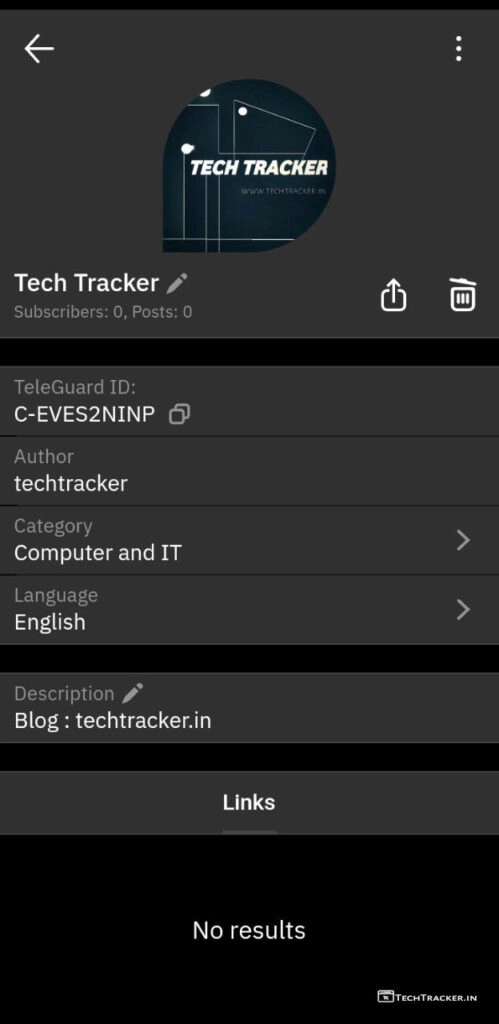 TECH TRACKER
WWW.TECHTRACKER.IN
Tech Tracker
Subscribers: 0, Posts: 0
TeleGuard ID:
C-EVES2NINP
Author
techtracker
Category
Computer and IT
Language
English
Description
Blog : techtracker.in
Links
No results
TECHTRACKER.IN